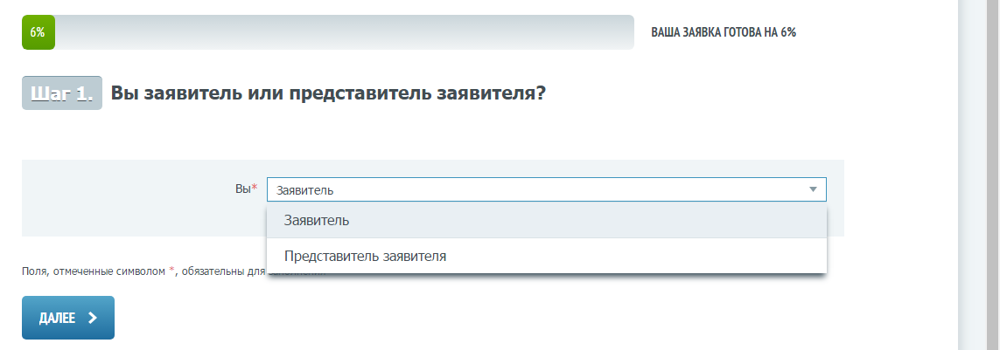 6% ВАША ЗАЯВКА ГОТОВА НА 6%
Шаг 1. Вы заявитель или представитель заявителя?
Вы* Заявитель
Заявитель
Представитель заявителя
Поля, отмеченные символом *, обязательны для
ДАЛЕЕ